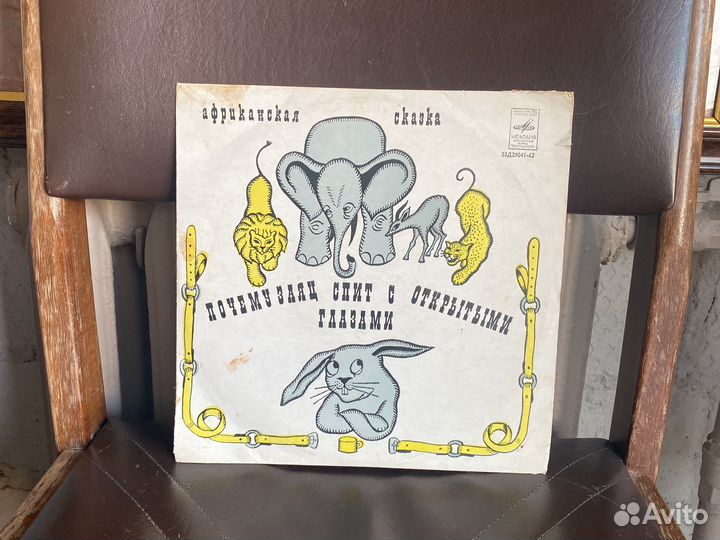 африканская сказка
МЕЛОДИЯ
33Д29041-42
ПОЧЕМУ ЗАЯЦ СПИТ С ОТКРЫТЫМИ
ГЛАЗАМИ
Avito